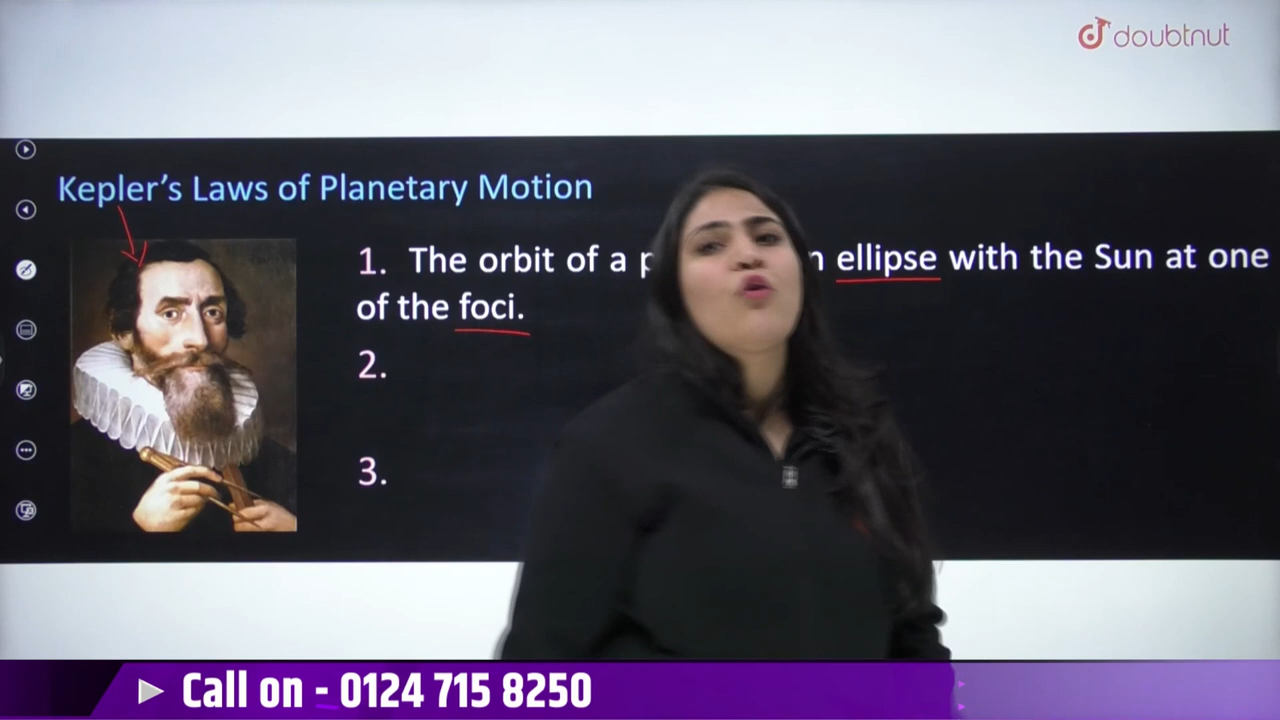 doubtnut
Kepler's Laws of Planetary Motion
1. The orbit of a ellipse with the Sun at one
of the foci.
2.
3.
Call on - 0124 715 8250